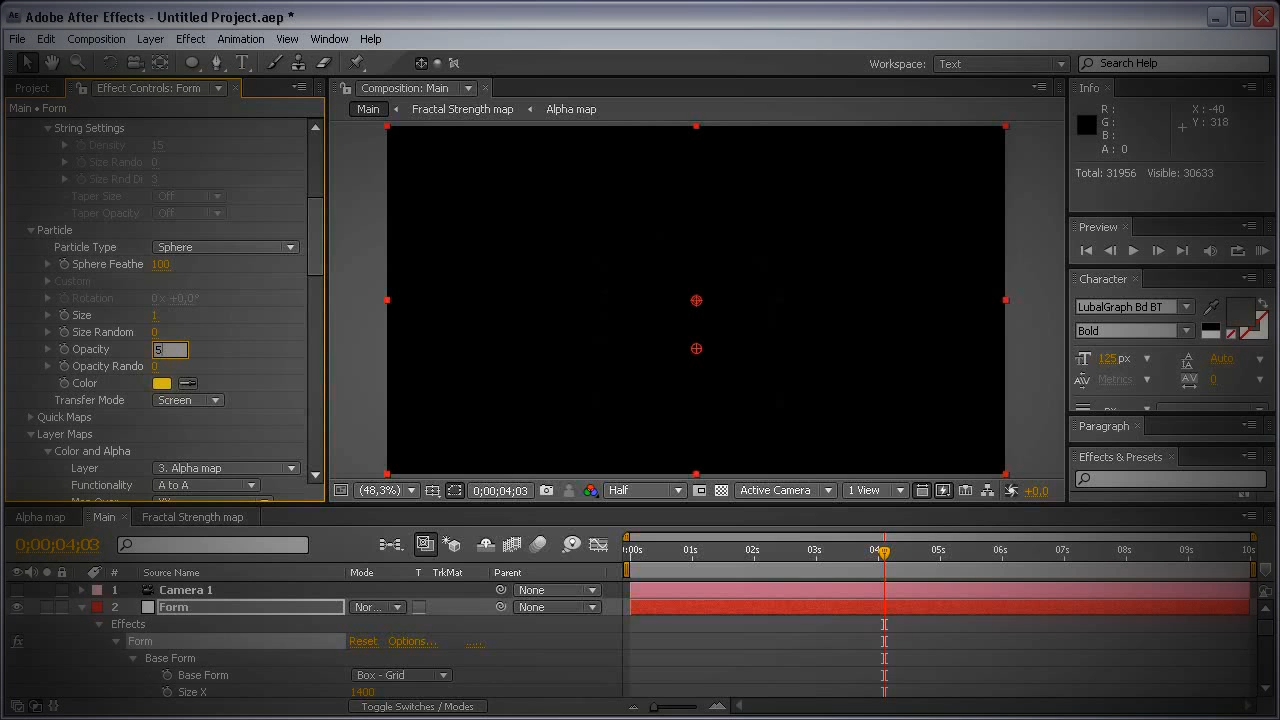 Adobe After Effects - Untitled Project.aep *
File Edit Composition Layer Effect Animation View Window Help
Workspace: Text Search Help
Project Effect Controls: Form
Main • Form
String Settings
Density 15
Size Rando 0
Size Rnd Di 3
Taper Size Off
Taper Opacity Off
Particle
Particle Type Sphere
Sphere Feathe 100
Custom
Rotation 0 x +0,0°
Size 1
Size Random 0
Opacity 5
Opacity Rando 0
Color
Transfer Mode Screen
Quick Maps
Layer Maps
Color and Alpha
Layer 3. Alpha map
Functionality A to A
Composition: Main
Main Fractal Strength map Alpha map
(48,3%) 0;00;04;03 Half Active Camera 1 View +0,0
Info
R: X: -40
G: Y: 318
B:
A: 0
Total: 31956 Visible: 30633
Preview
Character
LubalGraph Bd BT
Bold
125 px Auto
Metrics 0
px
Paragraph
Effects & Presets
Alpha map Main Fractal Strength map
0;00;04;03
:00s 01s 02s 03s 04s 05s 06s 07s 08s 09s 10s
# Source Name Mode T TrkMat Parent
1 Camera 1 None
2 Form Nor... None
Effects
Form Reset Options... .....
Base Form
Base Form Box - Grid
Size X 1400
Toggle Switches / Modes